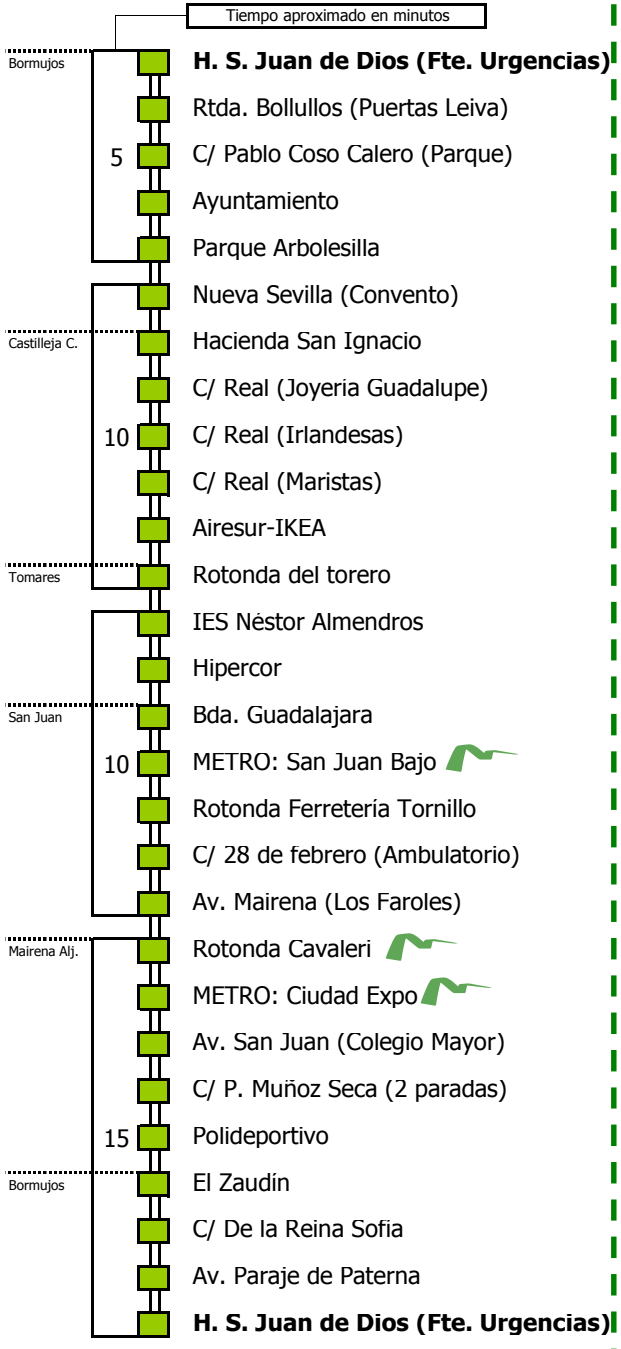 Tiempo aproximado en minutos
Bormujos
H. S. Juan de Dios (Fte. Urgencias)
Rtda. Bollullos (Puertas Leiva)
5
C/ Pablo Coso Calero (Parque)
Ayuntamiento
Parque Arbolesilla
Nueva Sevilla (Convento)
Castilleja C.
Hacienda San Ignacio
C/ Real (Joyeria Guadalupe)
10
C/ Real (Irlandesas)
C/ Real (Maristas)
Airesur-IKEA
Tomares
Rotonda del torero
IES Néstor Almendros
Hipercor
San Juan
Bda. Guadalajara
10
METRO: San Juan Bajo
Rotonda Ferretería Tornillo
C/ 28 de febrero (Ambulatorio)
Av. Mairena (Los Faroles)
Mairena Alj.
Rotonda Cavaleri
METRO: Ciudad Expo
Av. San Juan (Colegio Mayor)
C/ P. Muñoz Seca (2 paradas)
15
Polideportivo
Bormujos
El Zaudín
C/ De la Reina Sofia
Av. Paraje de Paterna
H. S. Juan de Dios (Fte. Urgencias)